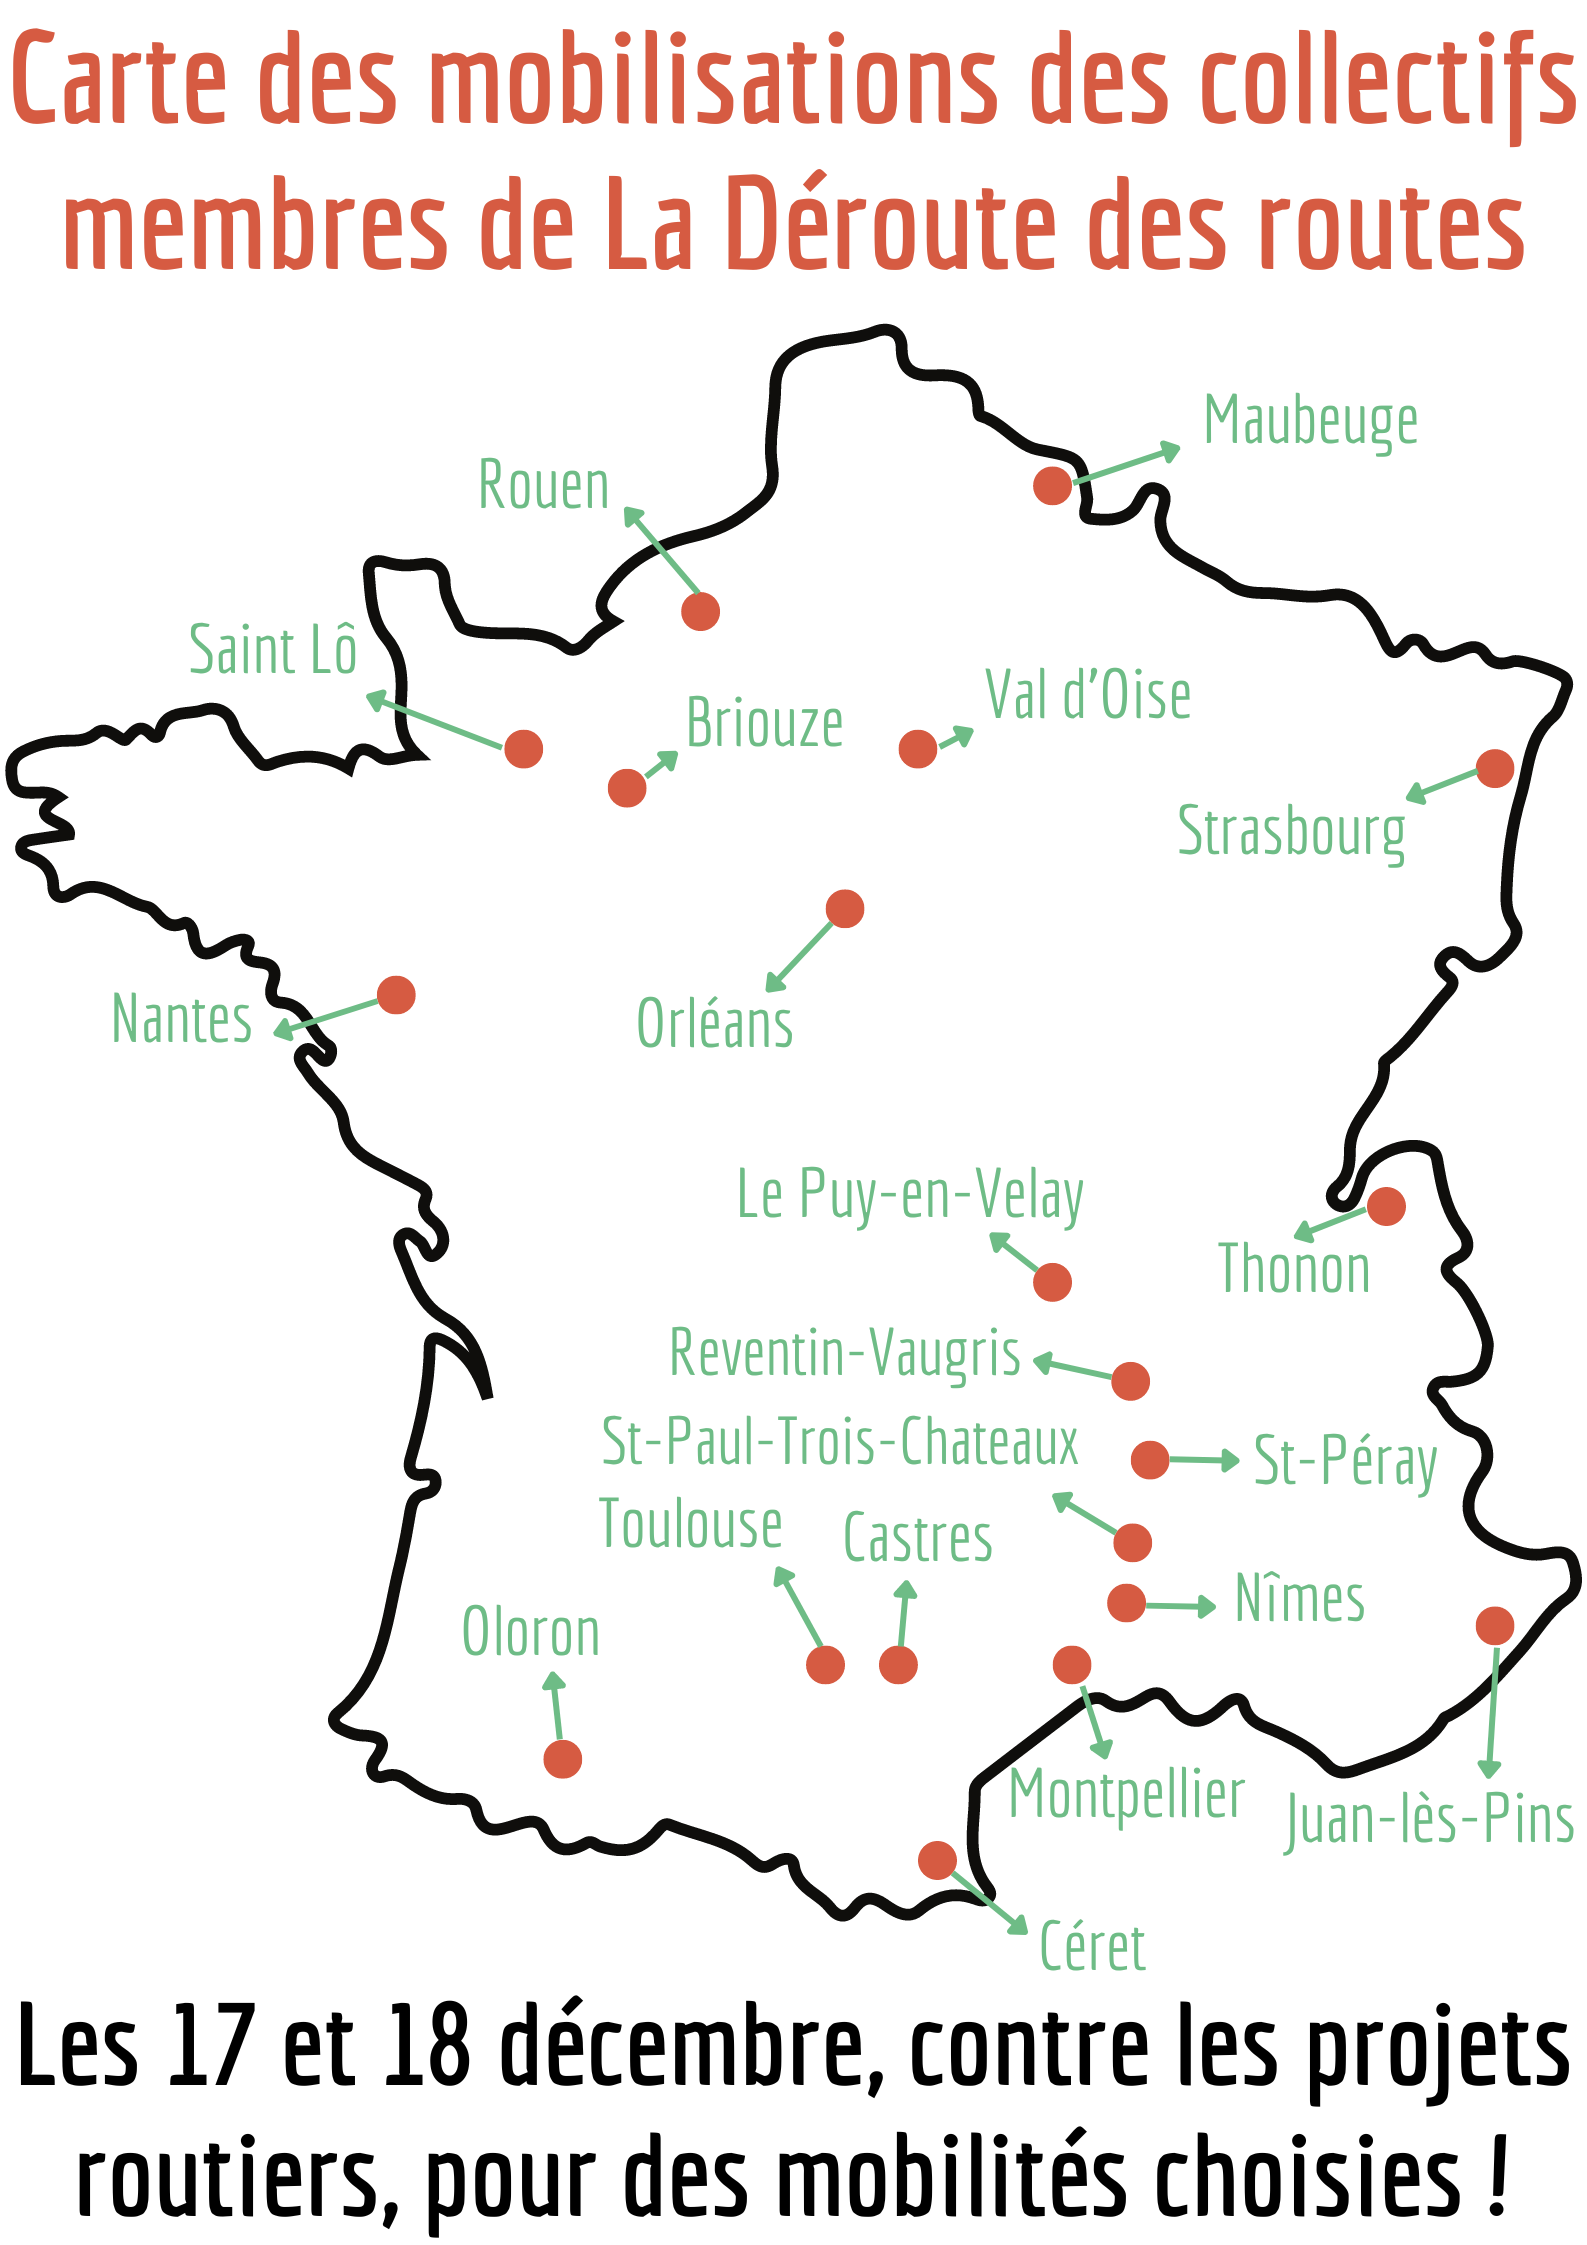 Carte des mobilisations des collectifs
membres de La Déroute des routes
Maubeuge
Rouen
Saint Lô
Val d'Oise
Briouze
Strasbourg
Nantes
Orléans
Le Puy-en-Velay
Thonon
Reventin-Vaugris
St-Paul-Trois-Chateaux
St-Péray
Toulouse
Castres
Nîmes
Oloron
Montpellier
Juan-lès-Pins
Céret
Les 17 et 18 décembre, contre les projets
routiers, pour des mobilités choisies !